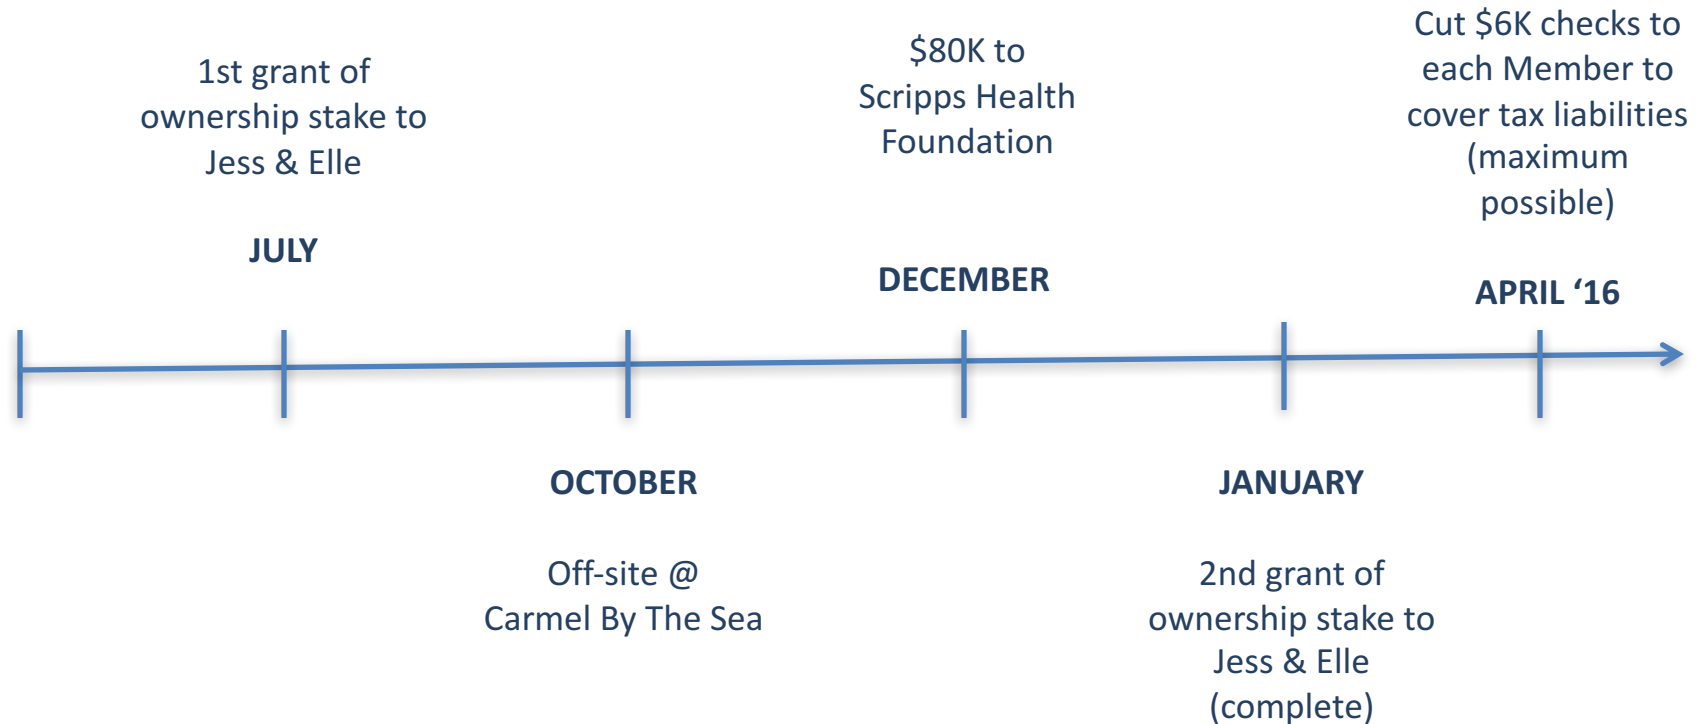 1st grant of
ownership stake to
Jess & Elle
JULY
OCTOBER
Off-site @
Carmel By The Sea
$80K to
Scripps Health
Foundation
DECEMBER
JANUARY
2nd grant of
ownership stake to
Jess & Elle
(complete)
Cut $6K checks to
each Member to
cover tax liabilities
(maximum
possible)
APRIL ‘16